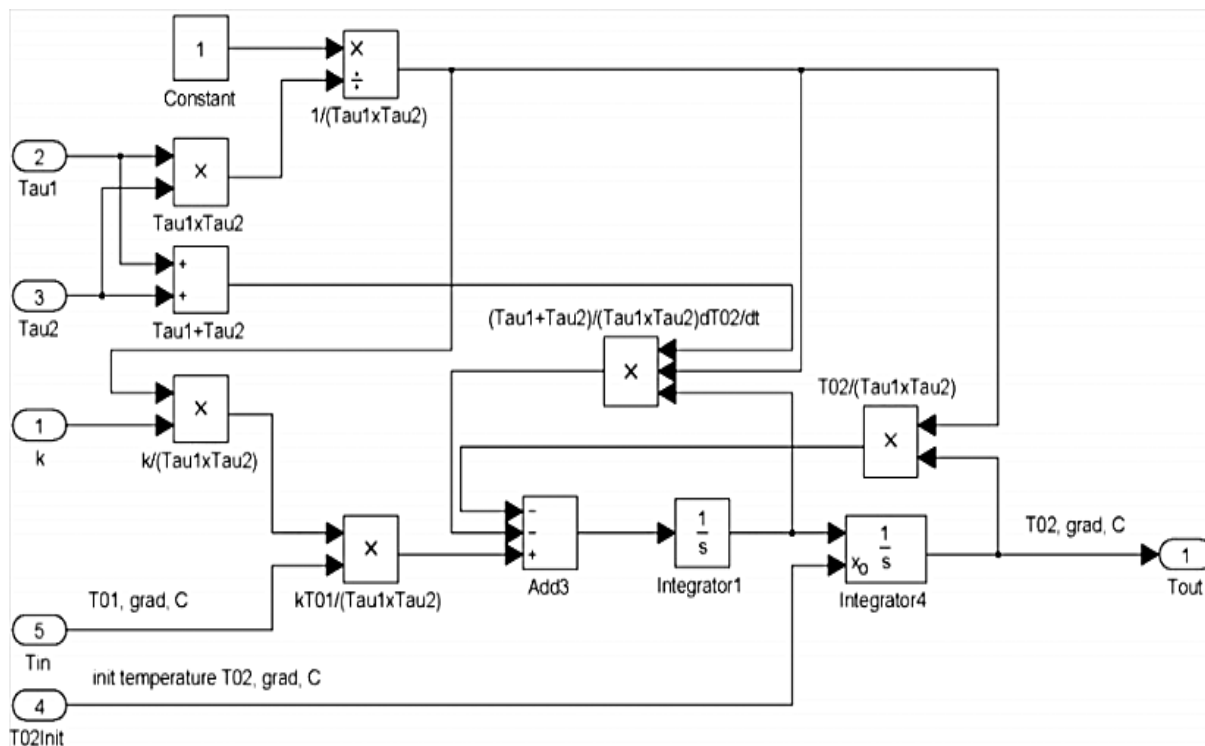 1
Constant
×
÷
1/(Tau1xTau2)
2
Tau1
×
Tau1xTau2
+
+
Tau1+Tau2
3
Tau2
(Tau1+Tau2)/(Tau1xTau2)dT02/dt
×
T02/(Tau1xTau2)
×
×
k/(Tau1xTau2)
1
k
−
−
+
Add3
1
s
Integrator1
1
s
xo
Integrator4
T02, grad, C
1
Tout
×
kT01/(Tau1xTau2)
T01, grad, C
5
Tin
init temperature T02, grad, C
4
T02Init